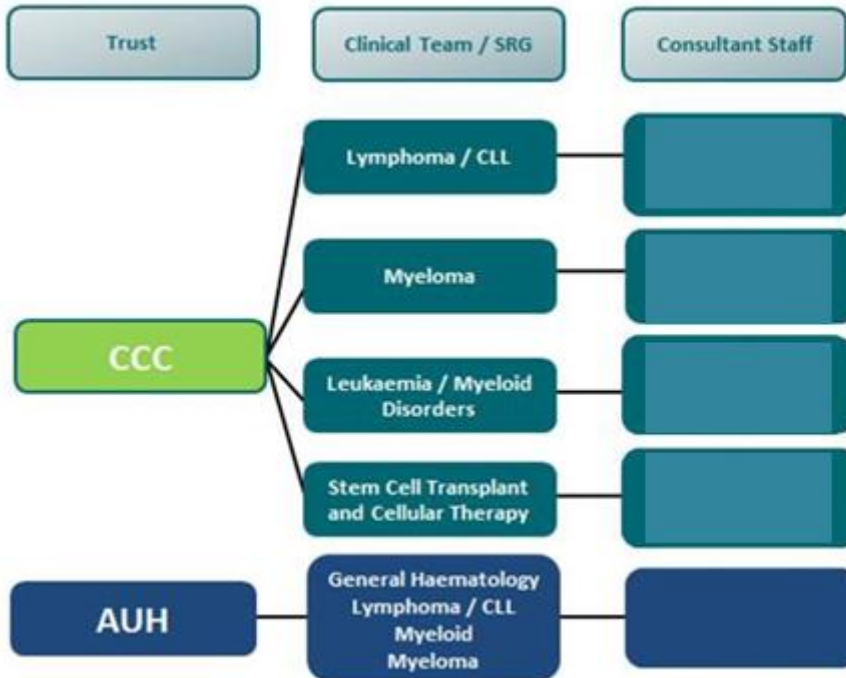 Trust
Clinical Team / SRG
Consultant Staff
Lymphoma / CLL
Myeloma
CCC
Leukaemia / Myeloid
Disorders
Stem Cell Transplant
and Cellular Therapy
AUH
General Haematology
Lymphoma / CLL
Myeloid
Myeloma